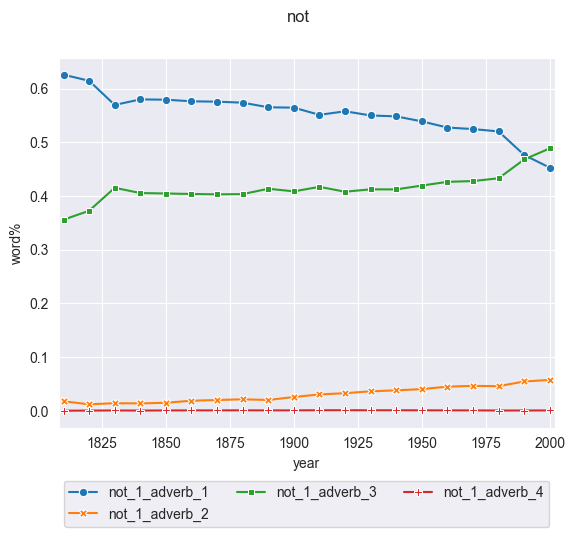 not
0.6
0.5
0.4
0.3
0.2
0.1
0.0
word%
1825 1850 1875 1900 1925 1950 1975 2000
year
not_1_adverb_1 not_1_adverb_3 not_1_adverb_4
not_1_adverb_2